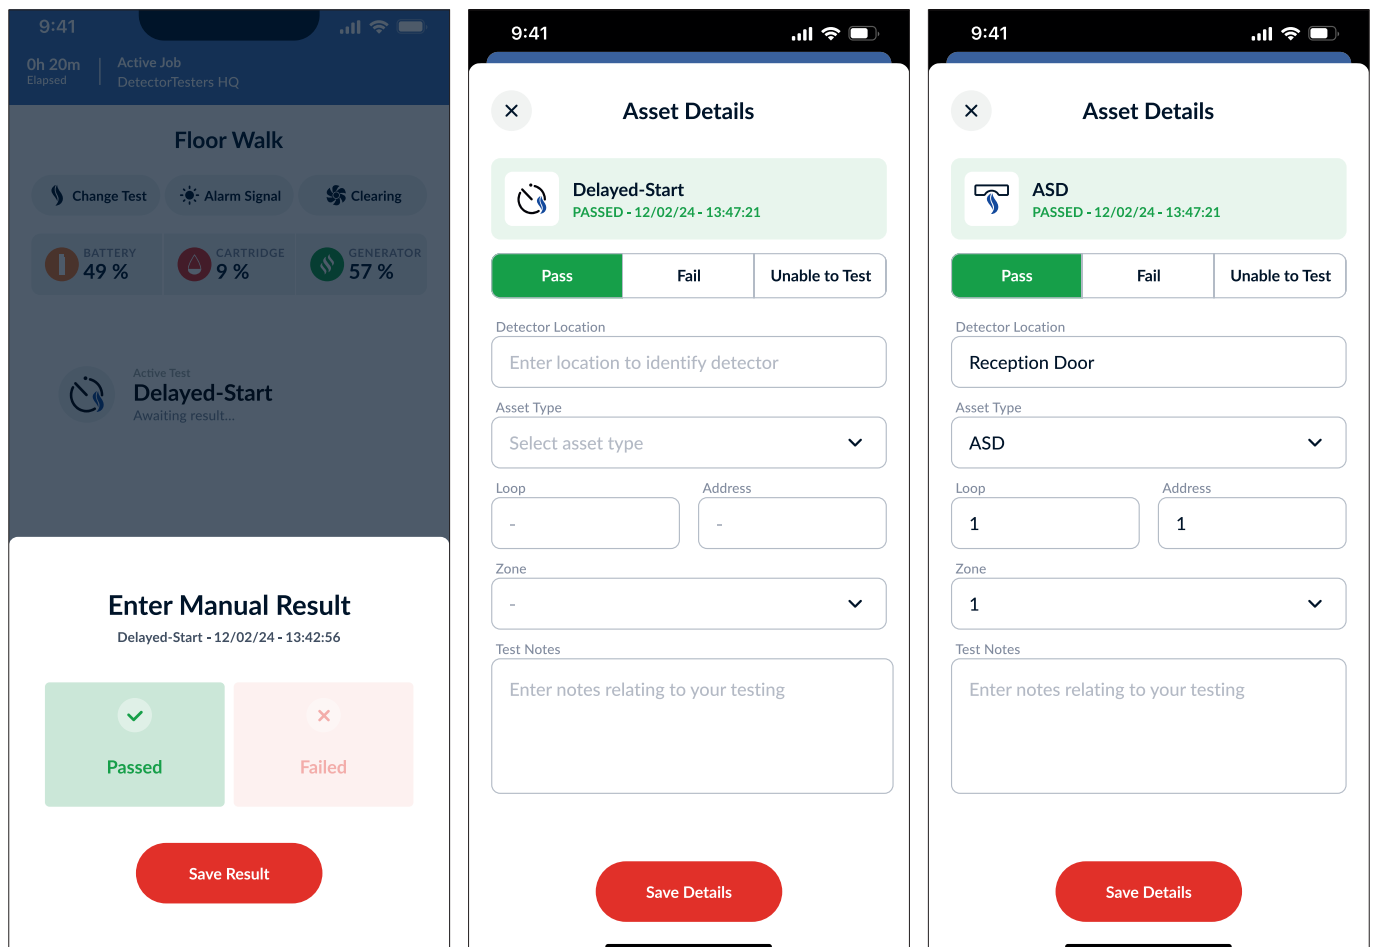 9:41
0h 20m
Elapsed
Active Job
DetectorTesters HQ
Floor Walk
Change Test
Alarm Signal
Clearing
BATTERY
49 %
CARTRIDGE
9 %
GENERATOR
57 %
Active Test
Delayed-Start
Awaiting result...
Enter Manual Result
Delayed-Start - 12/02/24 - 13:42:56
Passed
Failed
Save Result
9:41
Asset Details
Delayed-Start
PASSED - 12/02/24 - 13:47:21
Pass
Fail
Unable to Test
Detector Location
Enter location to identify detector
Asset Type
Select asset type
Loop
Address
-
-
Zone
-
Test Notes
Enter notes relating to your testing
Save Details
9:41
Asset Details
ASD
PASSED - 12/02/24 - 13:47:21
Pass
Fail
Unable to Test
Detector Location
Reception Door
Asset Type
ASD
Loop
Address
1
1
Zone
1
Test Notes
Enter notes relating to your testing
Save Details